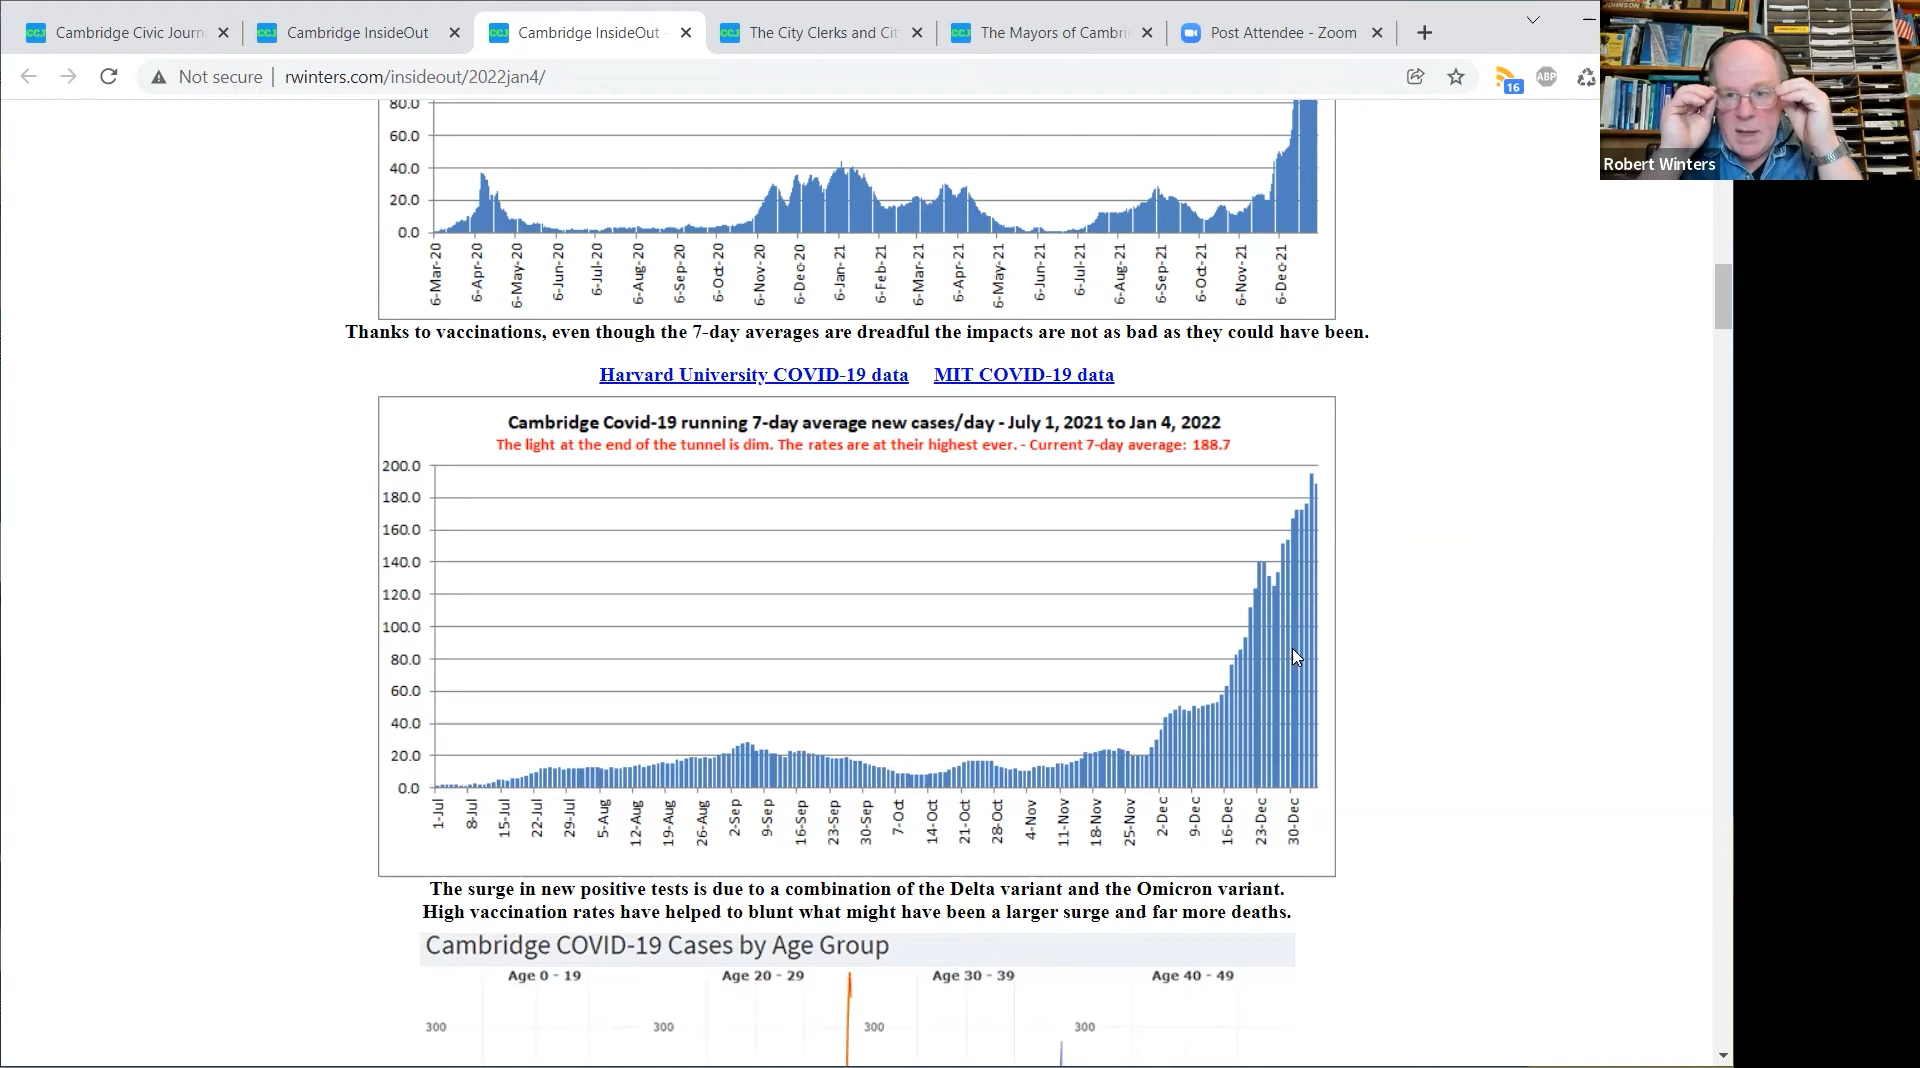 Cambridge Civic Journ
Cambridge InsideOut
Cambridge InsideOut -
The City Clerks and Cit
The Mayors of Cambri
Post Attendee - Zoom
Not secure
rwinters.com/insideout/2022jan4/
16
ABP
JOHNSON
Robert Winters
80.0
60.0
40.0
20.0
0.0
6-Mar-20
6-Apr-20
6-May-20
6-Jun-20
6-Jul-20
6-Aug-20
6-Sep-20
6-Oct-20
6-Nov-20
6-Dec-20
6-Jan-21
6-Feb-21
6-Mar-21
6-Apr-21
6-May-21
6-Jun-21
6-Jul-21
6-Aug-21
6-Sep-21
6-Oct-21
6-Nov-21
6-Dec-21
Thanks to vaccinations, even though the 7-day averages are dreadful the impacts are not as bad as they could have been.
Harvard University COVID-19 data MIT COVID-19 data
Cambridge Covid-19 running 7-day average new cases/day - July 1, 2021 to Jan 4, 2022
The light at the end of the tunnel is dim. The rates are at their highest ever. - Current 7-day average: 188.7
200.0
180.0
160.0
140.0
120.0
100.0
80.0
60.0
40.0
20.0
0.0
1-Jul
8-Jul
15-Jul
22-Jul
29-Jul
5-Aug
12-Aug
19-Aug
26-Aug
2-Sep
9-Sep
16-Sep
23-Sep
30-Sep
7-Oct
14-Oct
21-Oct
28-Oct
4-Nov
11-Nov
18-Nov
25-Nov
2-Dec
9-Dec
16-Dec
23-Dec
30-Dec
The surge in new positive tests is due to a combination of the Delta variant and the Omicron variant.
High vaccination rates have helped to blunt what might have been a larger surge and far more deaths.
Cambridge COVID-19 Cases by Age Group
Age 0 - 19
Age 20 - 29
Age 30 - 39
Age 40 - 49
300
300
300
300